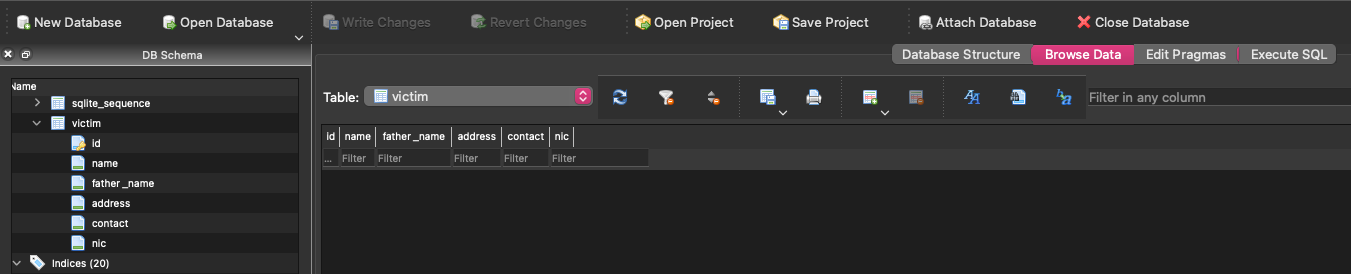 New Database Open Database Write Changes Revert Changes Open Project Save Project Attach Database Close Database
DB Schema
Database Structure Browse Data Edit Pragmas Execute SQL
Name
sqlite_sequence
victim
id
name
father_name
address
contact
nic
Indices (20)
Table: victim
Filter in any column
id name father_name address contact nic
... Filter Filter Filter Filter Filter